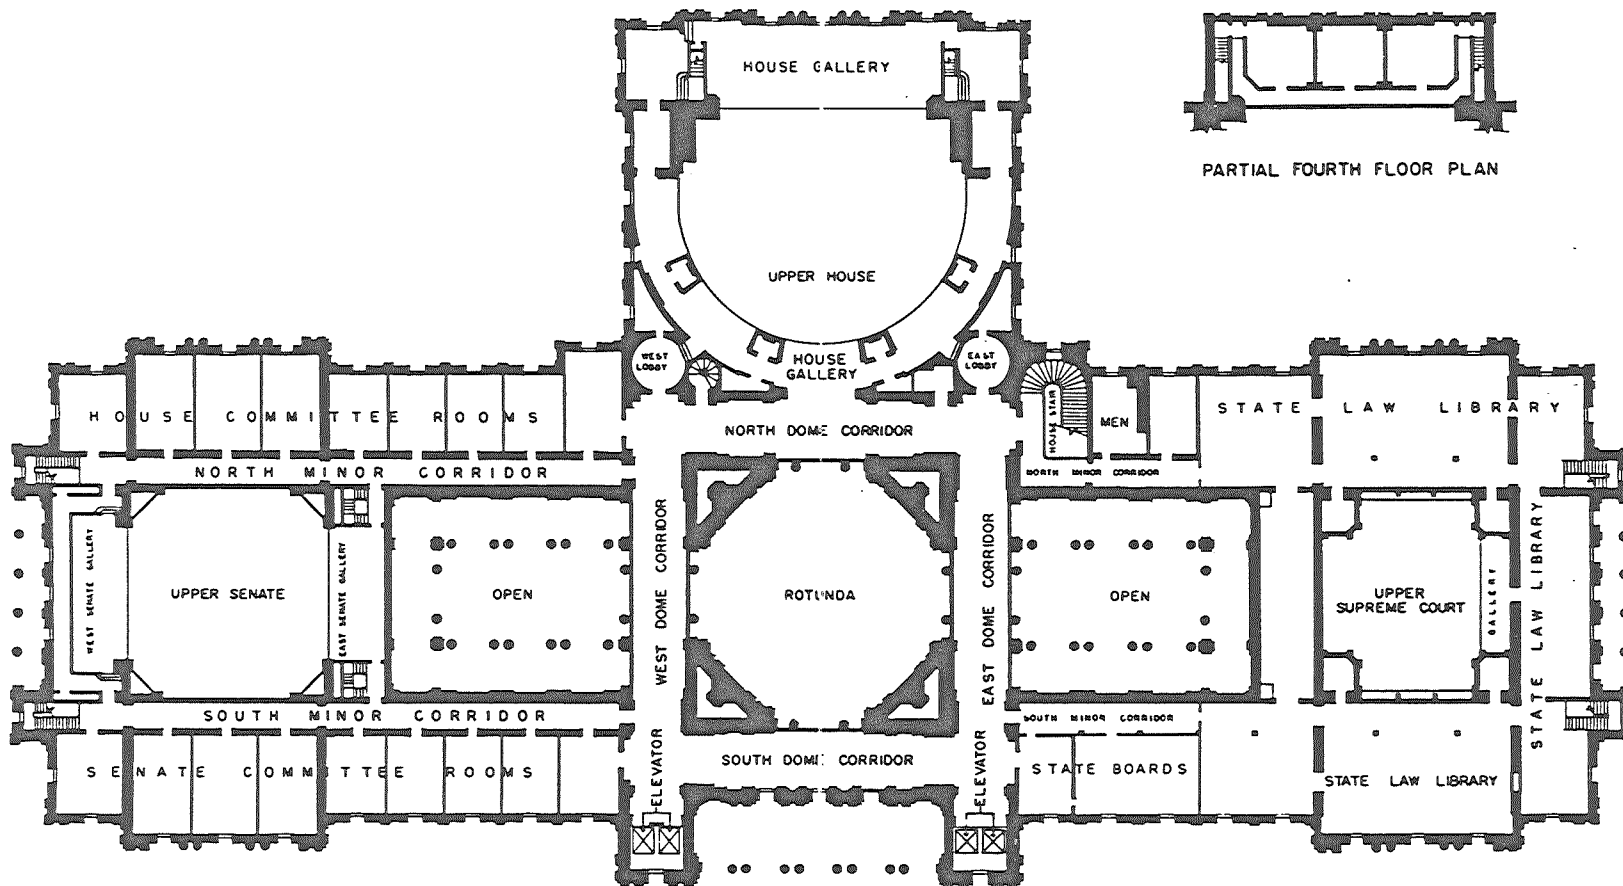 HOUSE GALLERY
PARTIAL FOURTH FLOOR PLAN
UPPER HOUSE
WEST
LOBBY
HOUSE
GALLERY
EAST
LOBBY
HOUSE COMMITTEE ROOMS
NORTH DOME CORRIDOR
HOUSE STAIR
MEN
STATE LAW LIBRARY
NORTH MINOR CORRIDOR
NORTH MINOR CORRIDOR
WEST SENATE GALLERY
UPPER SENATE
EAST SENATE GALLERY
OPEN
WEST DOME CORRIDOR
ROTUNDA
EAST DOME CORRIDOR
OPEN
UPPER
SUPREME COURT
GALLERY
STATE LAW LIBRARY
SOUTH MINOR CORRIDOR
SOUTH MINOR CORRIDOR
SENATE COMMITTEE ROOMS
ELEVATOR
SOUTH DOME CORRIDOR
ELEVATOR
STATE BOARDS
STATE LAW LIBRARY